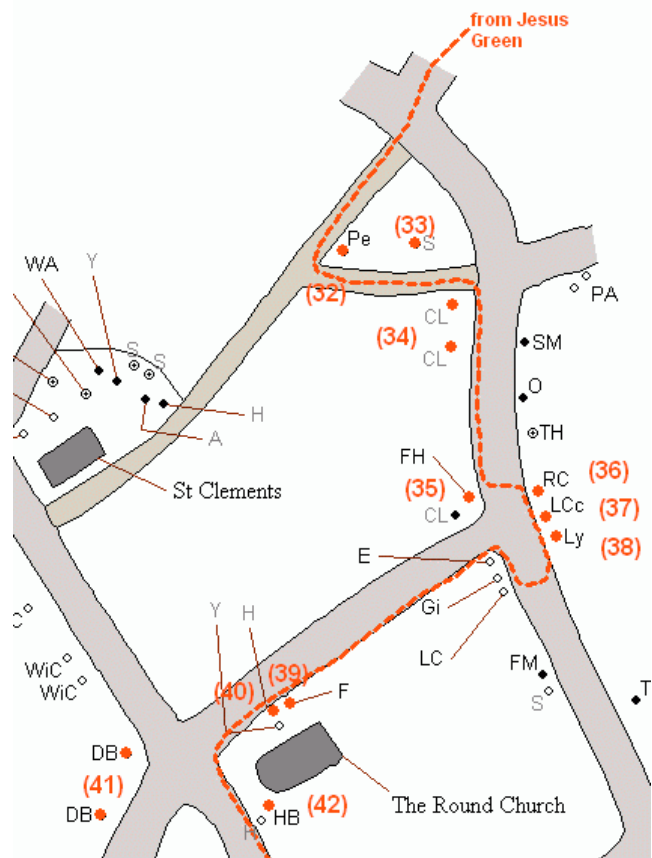 from Jesus
Green
(33)
Pe
S
WA
Y
(32)
PA
CL
S
S
(34)
SM
CL
O
H
A
TH
FH
(36)
RC
St Clements
(35)
LCc
(37)
CL
Ly
(38)
E
Y
H
Gi
C
LC
WiC
(39)
FM
WiC
(40)
F
S
T
DB
(41)
(42)
The Round Church
DB
HB